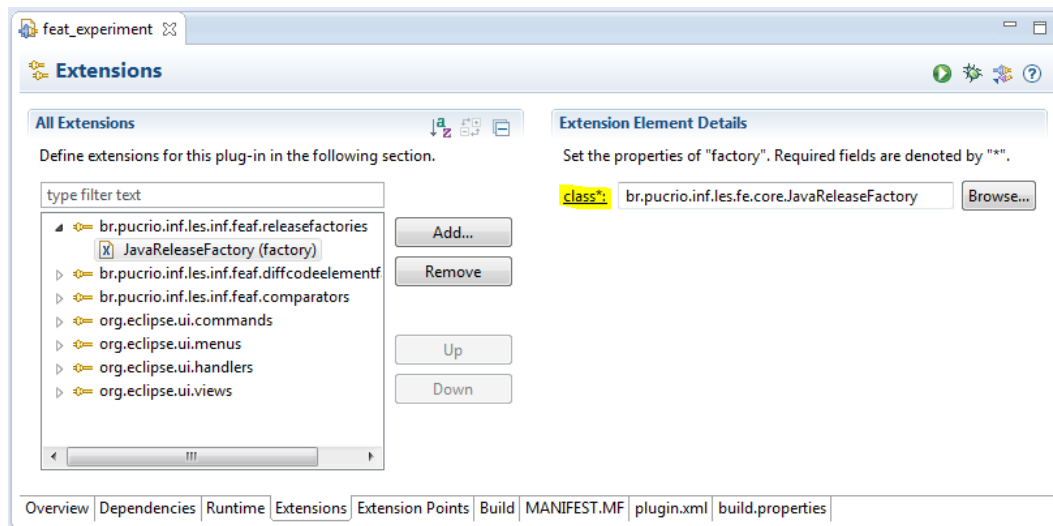 feat_experiment
Extensions
All Extensions
Define extensions for this plug-in in the following section.
type filter text
br.pucrio.inf.les.inf.feaf.releasefactories
JavaReleaseFactory (factory)
br.pucrio.inf.les.inf.feaf.diffcodeelementf
br.pucrio.inf.les.inf.feaf.comparators
org.eclipse.ui.commands
org.eclipse.ui.menus
org.eclipse.ui.handlers
org.eclipse.ui.views
Add...
Remove
Up
Down
Extension Element Details
Set the properties of "factory". Required fields are denoted by "*".
class*: br.pucrio.inf.les.fe.core.JavaReleaseFactory Browse...
Overview Dependencies Runtime Extensions Extension Points Build MANIFEST.MF plugin.xml build.properties